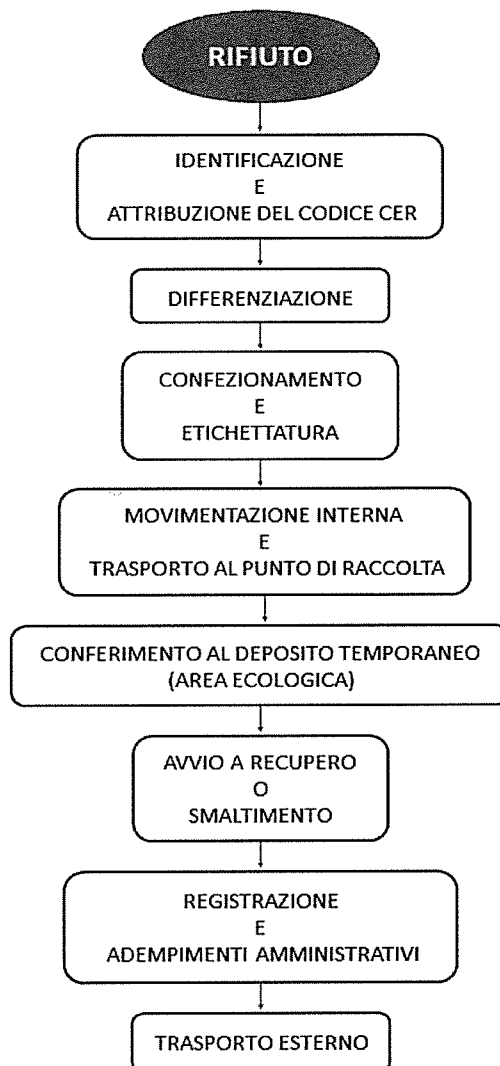 RIFIUTO
IDENTIFICAZIONE
E
ATTRIBUZIONE DEL CODICE CER
DIFFERENZIAZIONE
CONFEZIONAMENTO
E
ETICHETTATURA
MOVIMENTAZIONE INTERNA
E
TRASPORTO AL PUNTO DI RACCOLTA
CONFERIMENTO AL DEPOSITO TEMPORANEO
(AREA ECOLOGICA)
AVVIO A RECUPERO
O
SMALTIMENTO
REGISTRAZIONE
E
ADEMPIMENTI AMMINISTRATIVI
TRASPORTO ESTERNO